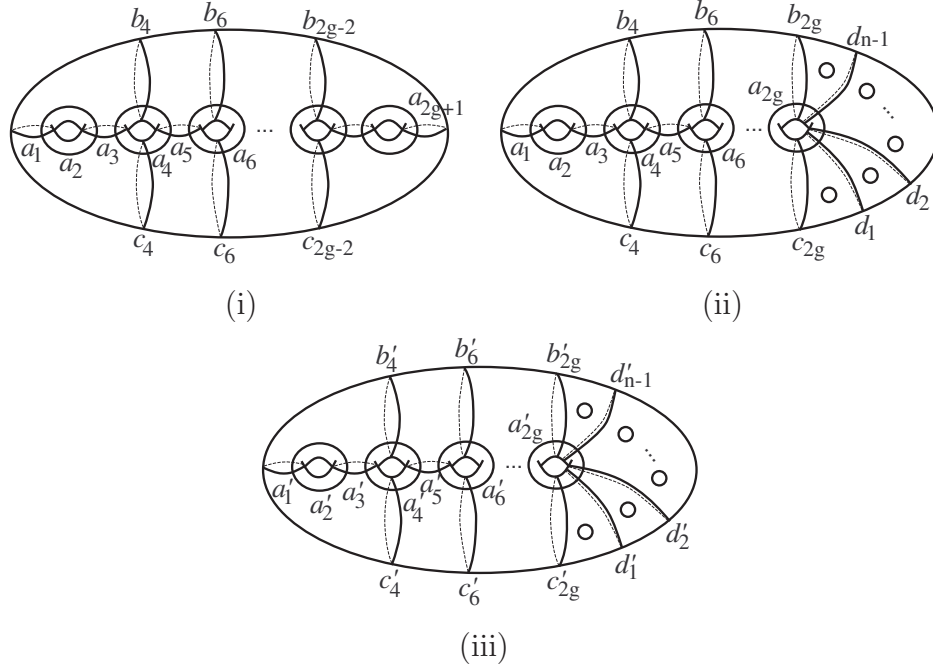 b₄ b₆ b₂g₋₂
a₂g₊₁
a₁ a₂ a₃ a₄ a₅ a₆ ...
c₄ c₆ c₂g₋₂
(i)
b₄ b₆ b₂g dₙ₋₁
a₂g ...
a₁ a₂ a₃ a₄ a₅ a₆ ...
d₂
c₄ c₆ c₂g d₁
(ii)
b′₄ b′₆ b′₂g d′ₙ₋₁
a′₂g ...
a′₁ a′₂ a′₃ a′₄ a′₅ a′₆ ...
d′₂
c′₄ c′₆ c′₂g d′₁
(iii)